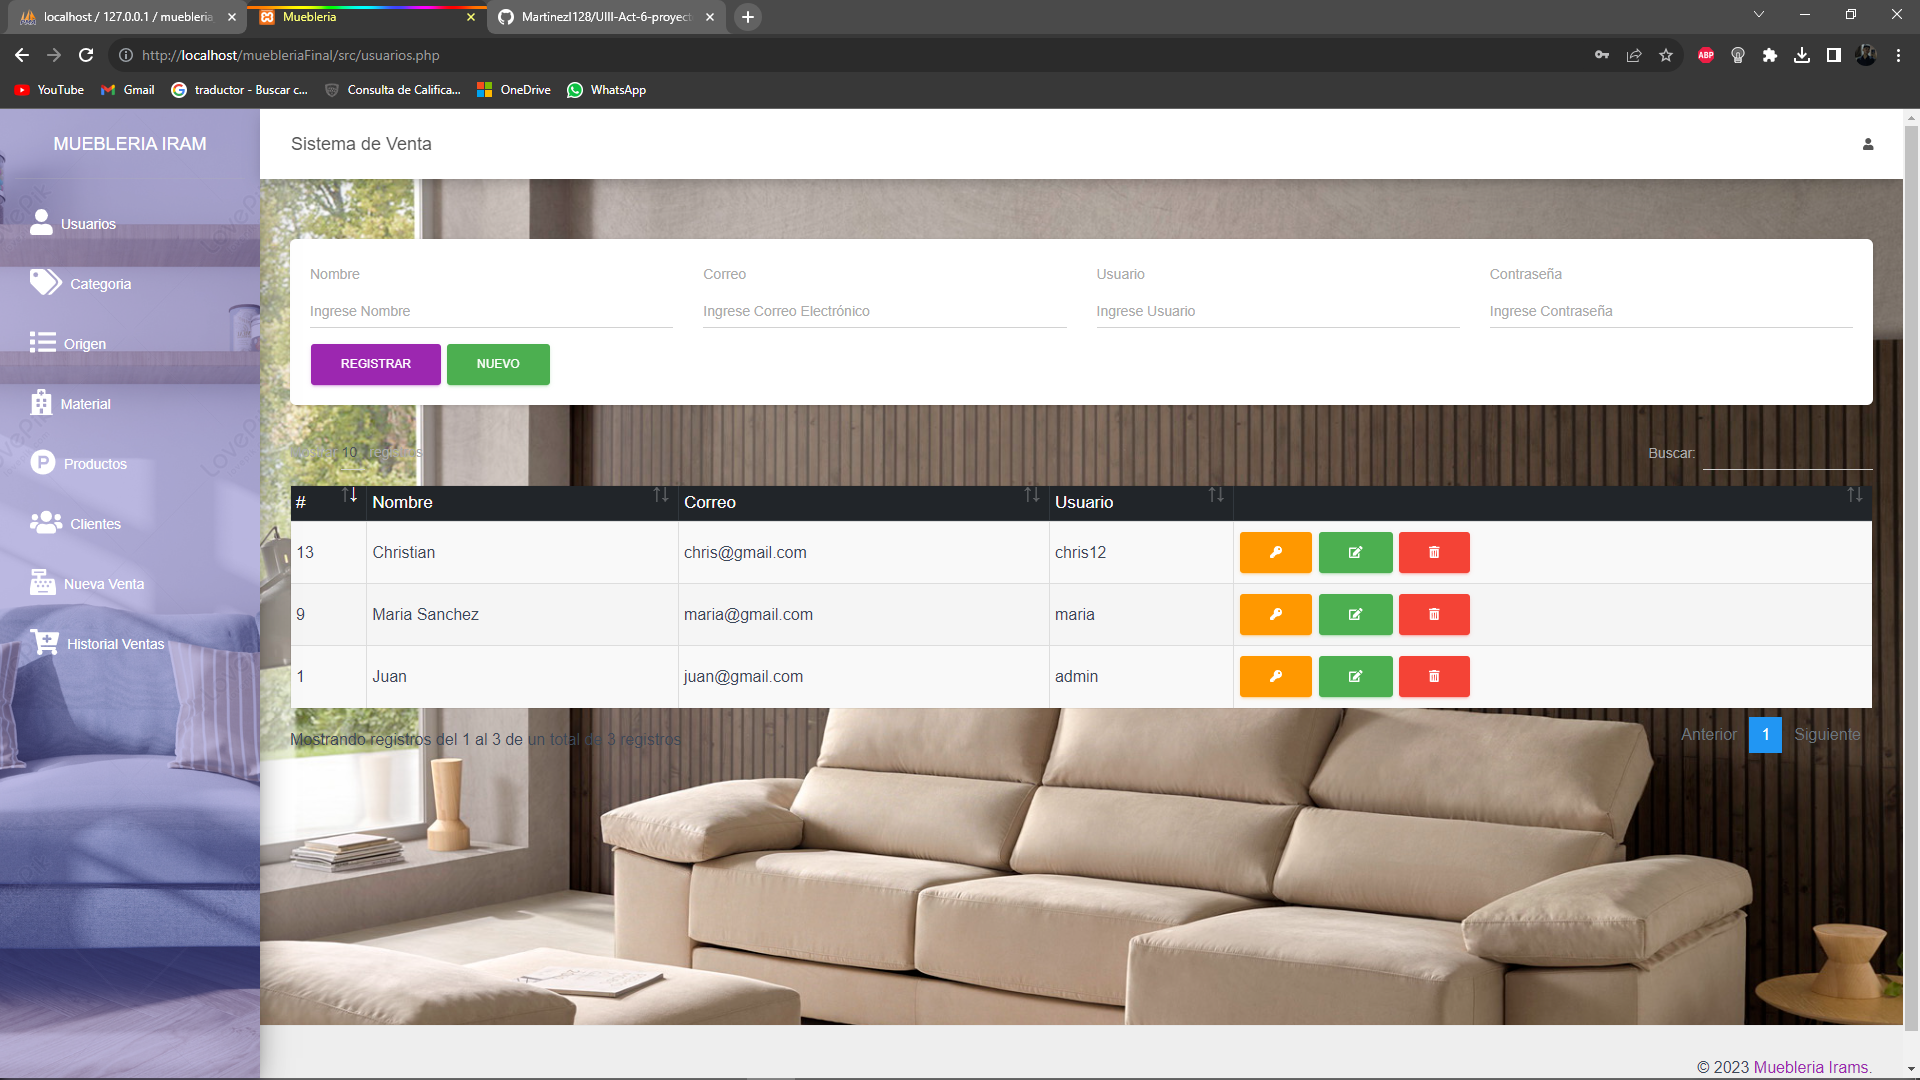 localhost / 127.0.0.1 / muebleria
Muebleria
MartinezI128/UIII-Act-6-proyect
http://localhost/muebleriaFinal/src/usuarios.php
ABP
YouTube
Gmail
traductor - Buscar c...
Consulta de Califica...
OneDrive
WhatsApp
MUEBLERIA IRAM
Sistema de Venta
Usuarios
Categoria
Origen
Material
Productos
Clientes
Nueva Venta
Historial Ventas
Nombre
Correo
Usuario
Contraseña
Ingrese Nombre
Ingrese Correo Electrónico
Ingrese Usuario
Ingrese Contraseña
REGISTRAR
NUEVO
10
Buscar:
# Nombre Correo Usuario
13 Christian chris@gmail.com chris12
9 Maria Sanchez maria@gmail.com maria
1 Juan juan@gmail.com admin
Mostrando registros del 1 al 3 de un total de 3 registros
Anterior 1 Siguiente
© 2023 Muebleria Irams.